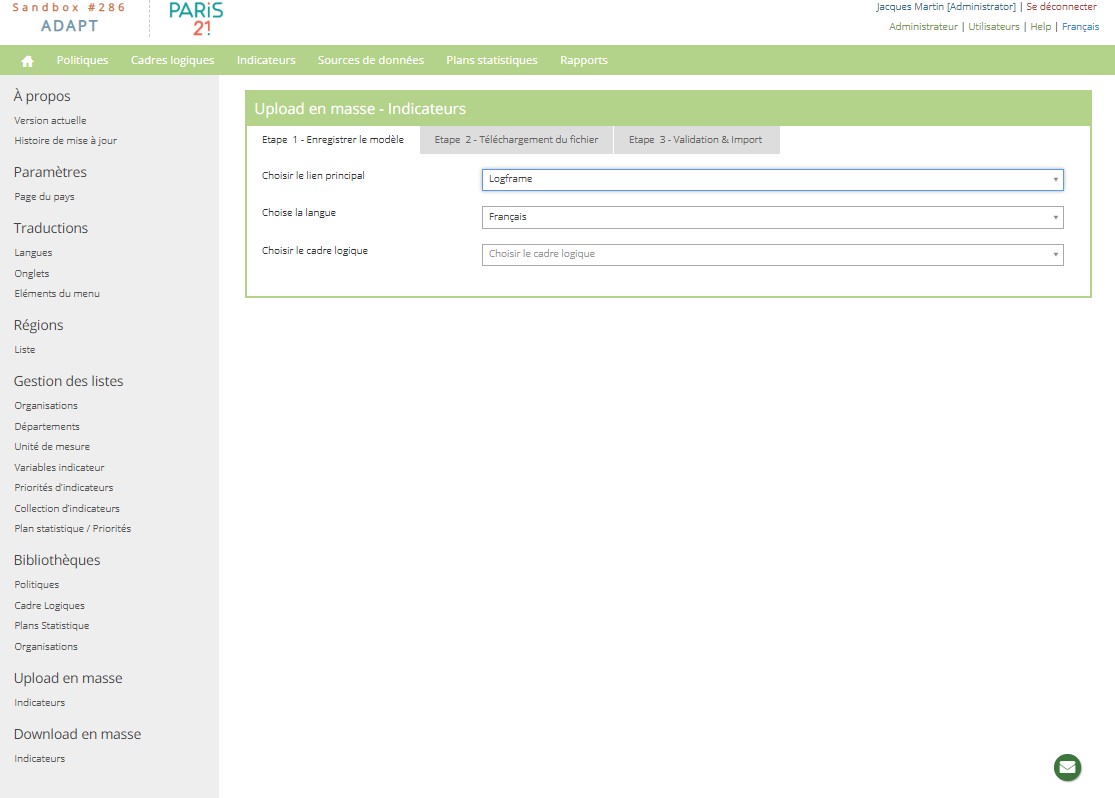 Sandbox #286
ADAPT
PARiS
21
Jacques Martin [Administrator] | Se déconnecter
Administrateur | Utilisateurs | Help | Français
Politiques Cadres logiques Indicateurs Sources de données Plans statistiques Rapports
À propos
Version actuelle
Histoire de mise à jour
Paramètres
Page du pays
Traductions
Langues
Onglets
Eléments du menu
Régions
Liste
Gestion des listes
Organisations
Départements
Unité de mesure
Variables indicateur
Priorités d'indicateurs
Collection d'indicateurs
Plan statistique / Priorités
Bibliothèques
Politiques
Cadre Logiques
Plans Statistique
Organisations
Upload en masse
Indicateurs
Download en masse
Indicateurs
Upload en masse - Indicateurs
Etape 1 - Enregistrer le modèle Etape 2 - Téléchargement du fichier Etape 3 - Validation & Import
Choisir le lien principal Logframe
Choise la langue Français
Choisir le cadre logique Choisir le cadre logique